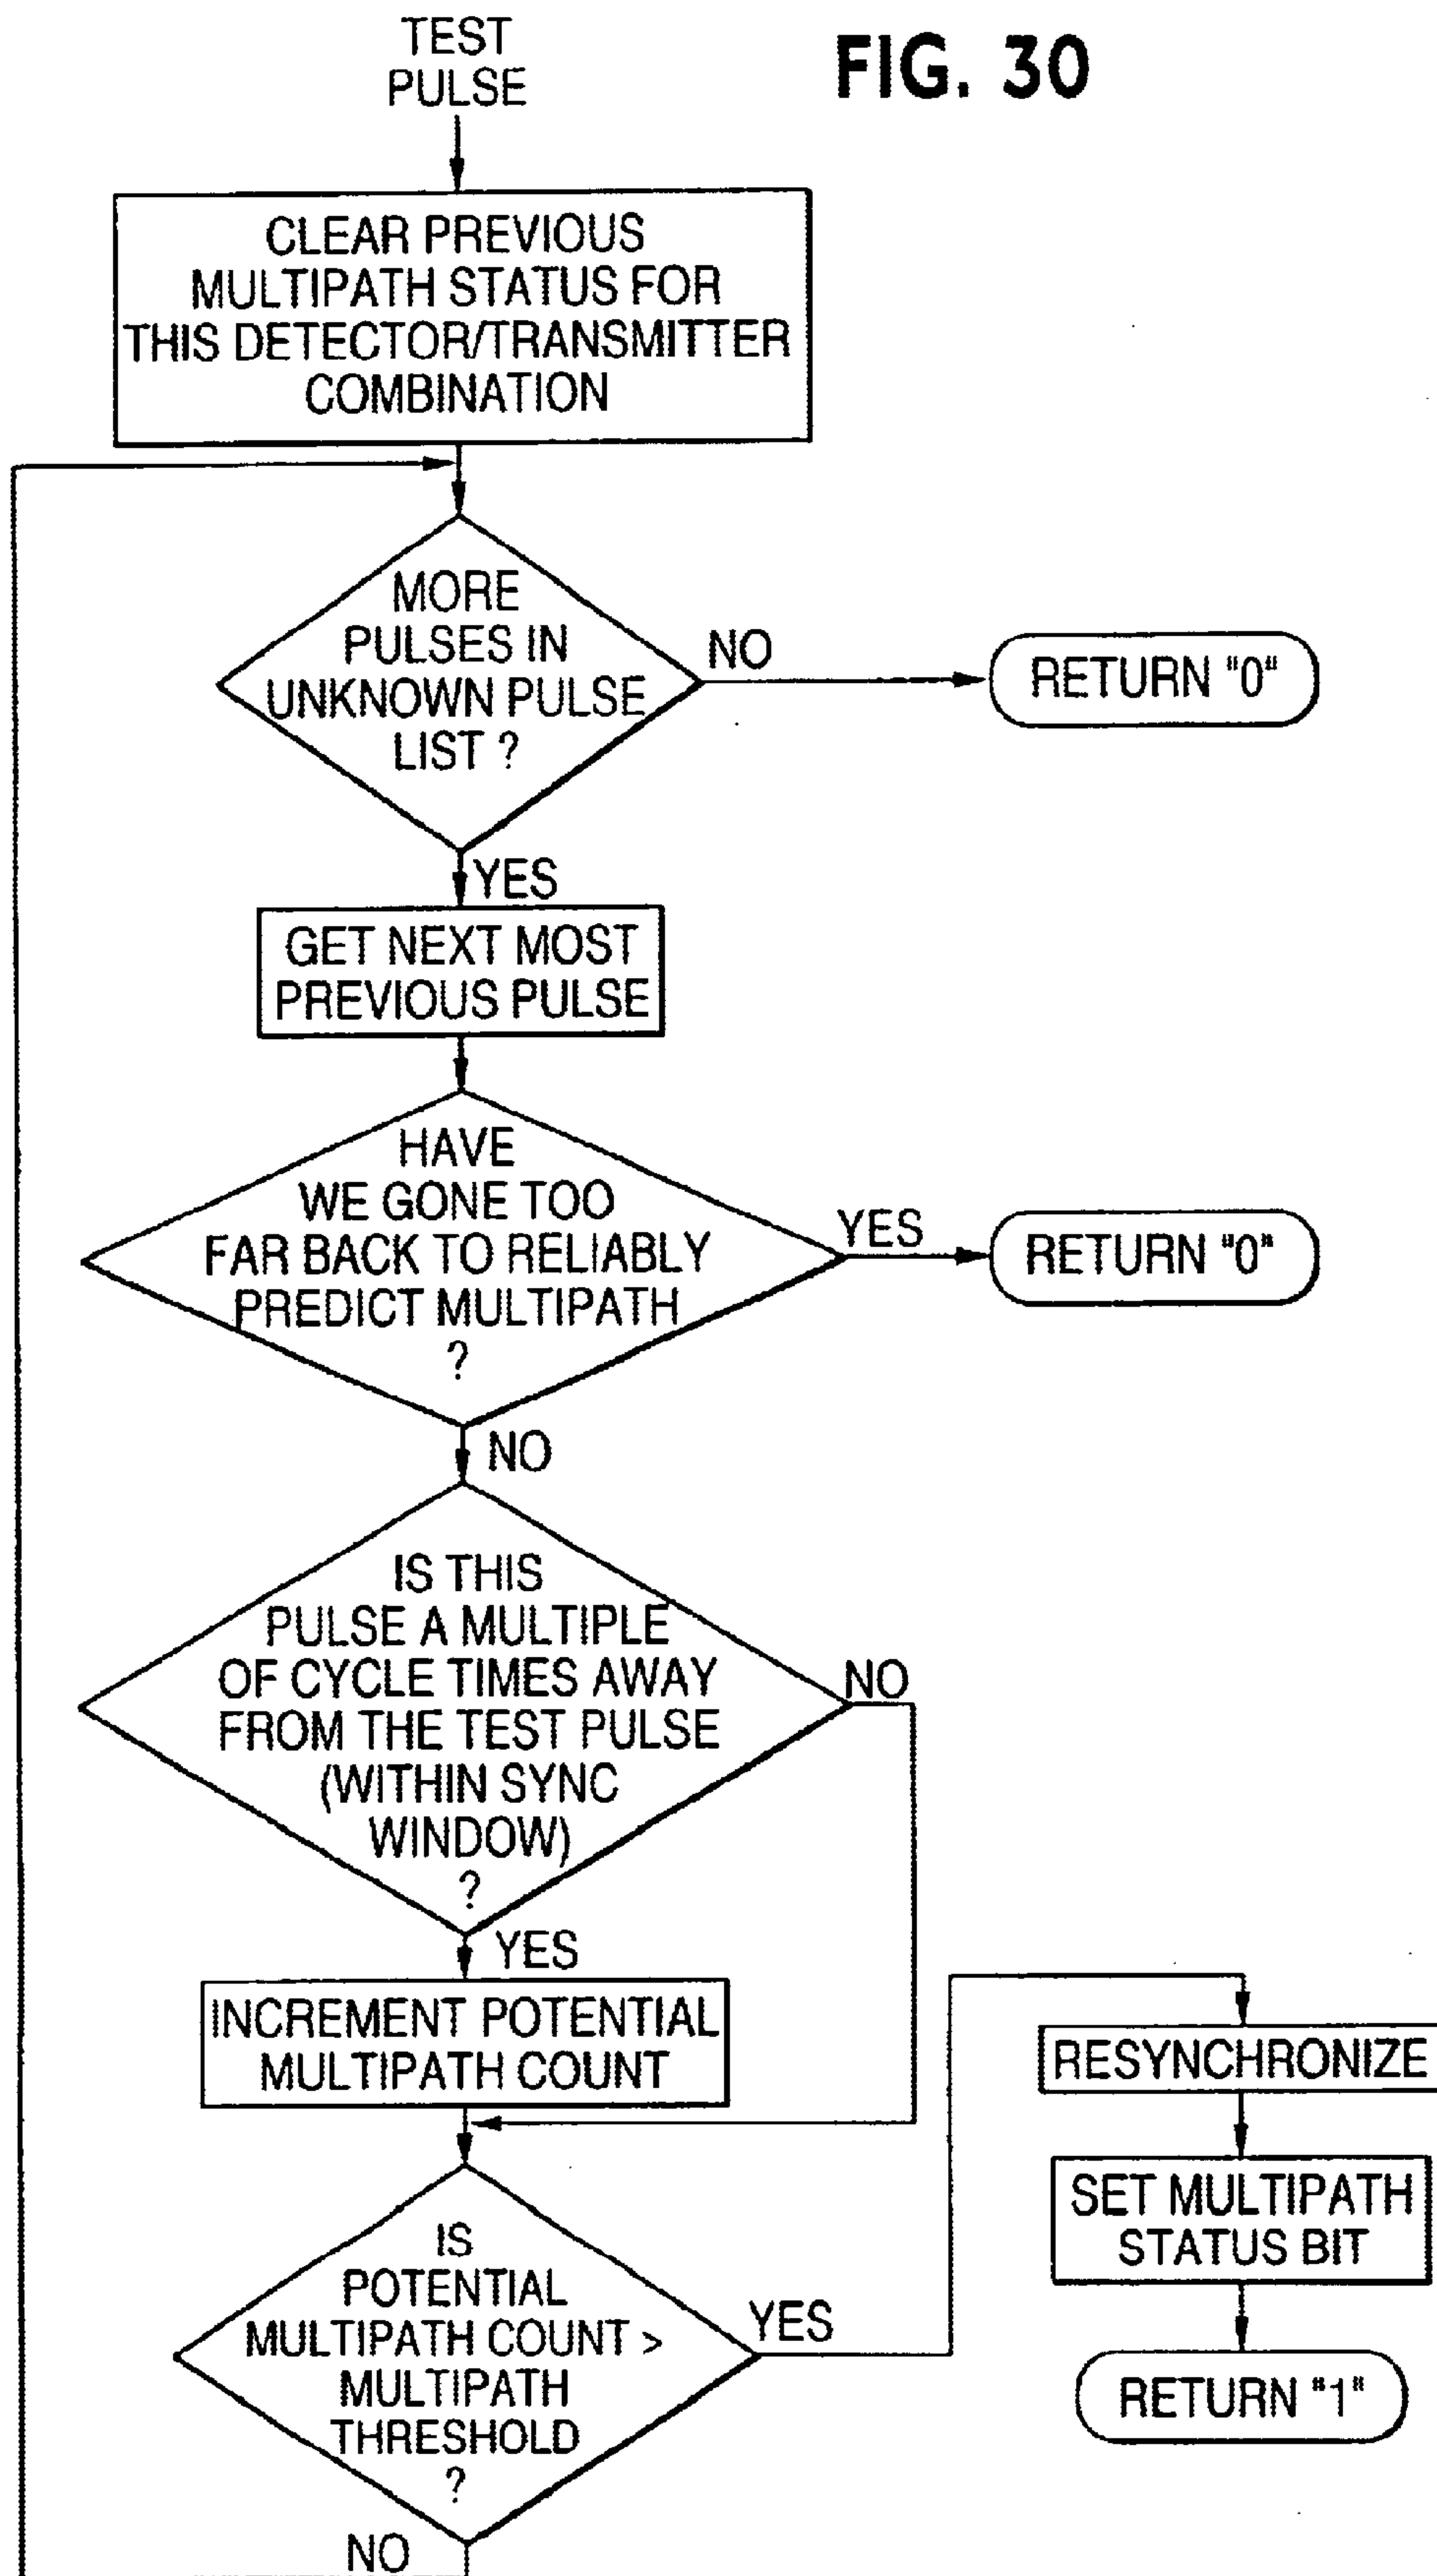 TEST
PULSE
FIG. 30
CLEAR PREVIOUS
MULTIPATH STATUS FOR
THIS DETECTOR/TRANSMITTER
COMBINATION
MORE
PULSES IN
UNKNOWN PULSE
LIST ?
NO
RETURN "0"
YES
GET NEXT MOST
PREVIOUS PULSE
HAVE
WE GONE TOO
FAR BACK TO RELIABLY
PREDICT MULTIPATH
?
YES
RETURN "0"
NO
IS THIS
PULSE A MULTIPLE
OF CYCLE TIMES AWAY
FROM THE TEST PULSE
(WITHIN SYNC
WINDOW)
?
NO
YES
INCREMENT POTENTIAL
MULTIPATH COUNT
IS
POTENTIAL
MULTIPATH COUNT >
MULTIPATH
THRESHOLD
?
YES
NO
RESYNCHRONIZE
SET MULTIPATH
STATUS BIT
RETURN "1"